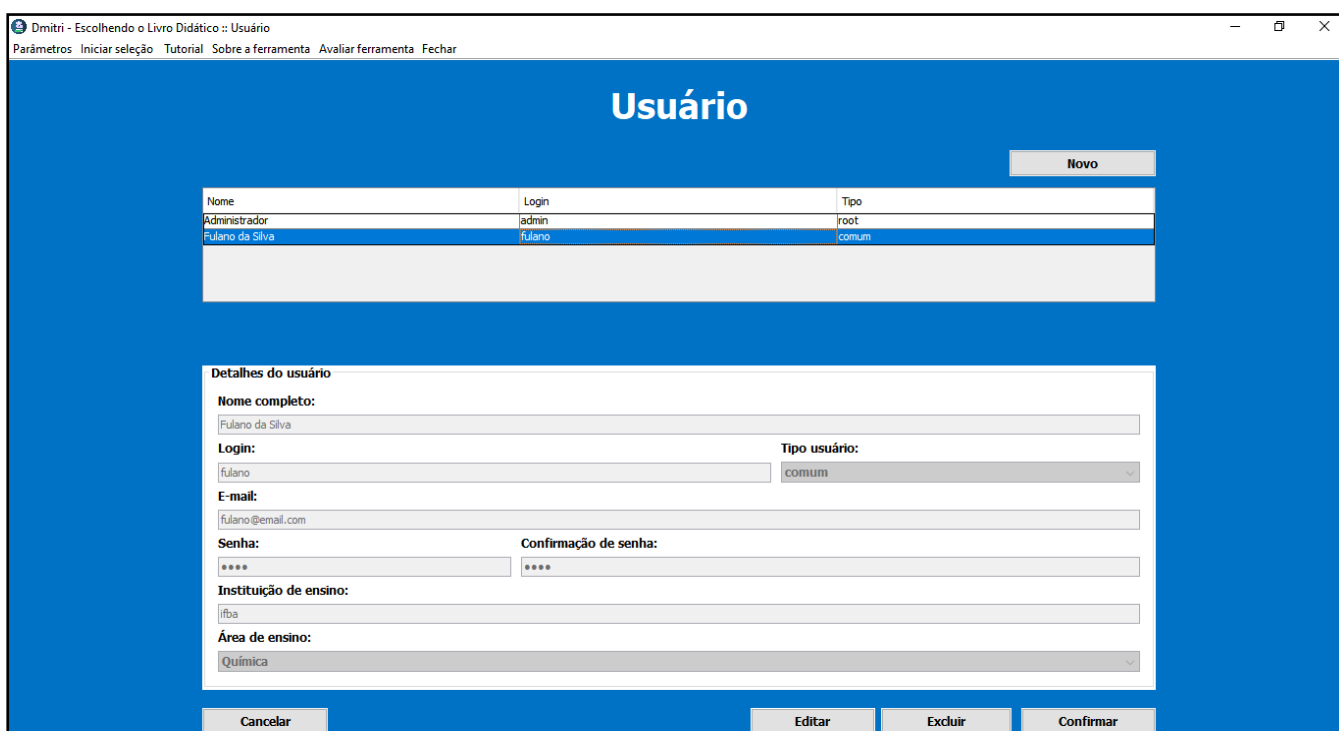 Dmitri - Escolhendo o Livro Didático :: Usuário
Parâmetros Iniciar seleção Tutorial Sobre a ferramenta Avaliar ferramenta Fechar
Usuário
Novo
Nome Login Tipo
Administrador admin root
Fulano da Silva fulano comum
Detalhes do usuário
Nome completo:
Fulano da Silva
Login: Tipo usuário:
fulano comum
E-mail:
fulano@email.com
Senha: Confirmação de senha:
•••• ••••
Instituição de ensino:
ifba
Área de ensino:
Química
Cancelar Editar Excluir Confirmar